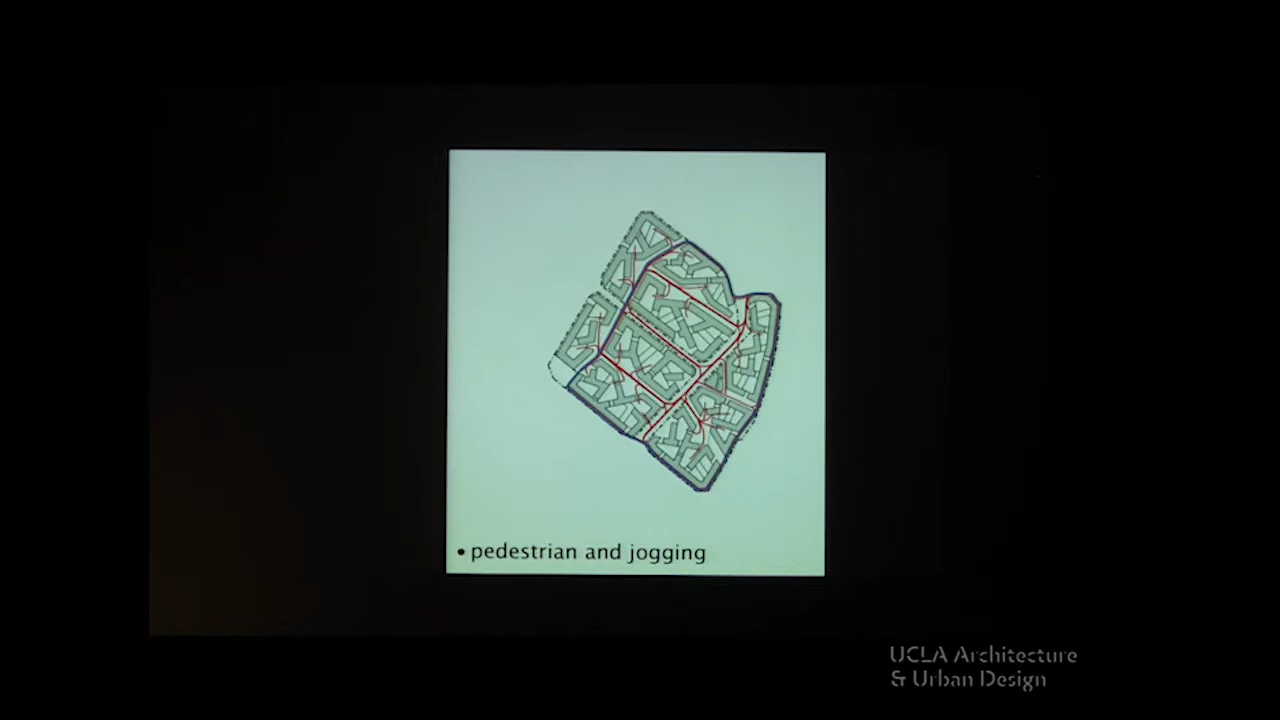 • pedestrian and jogging
UCLA Architecture
& Urban Design